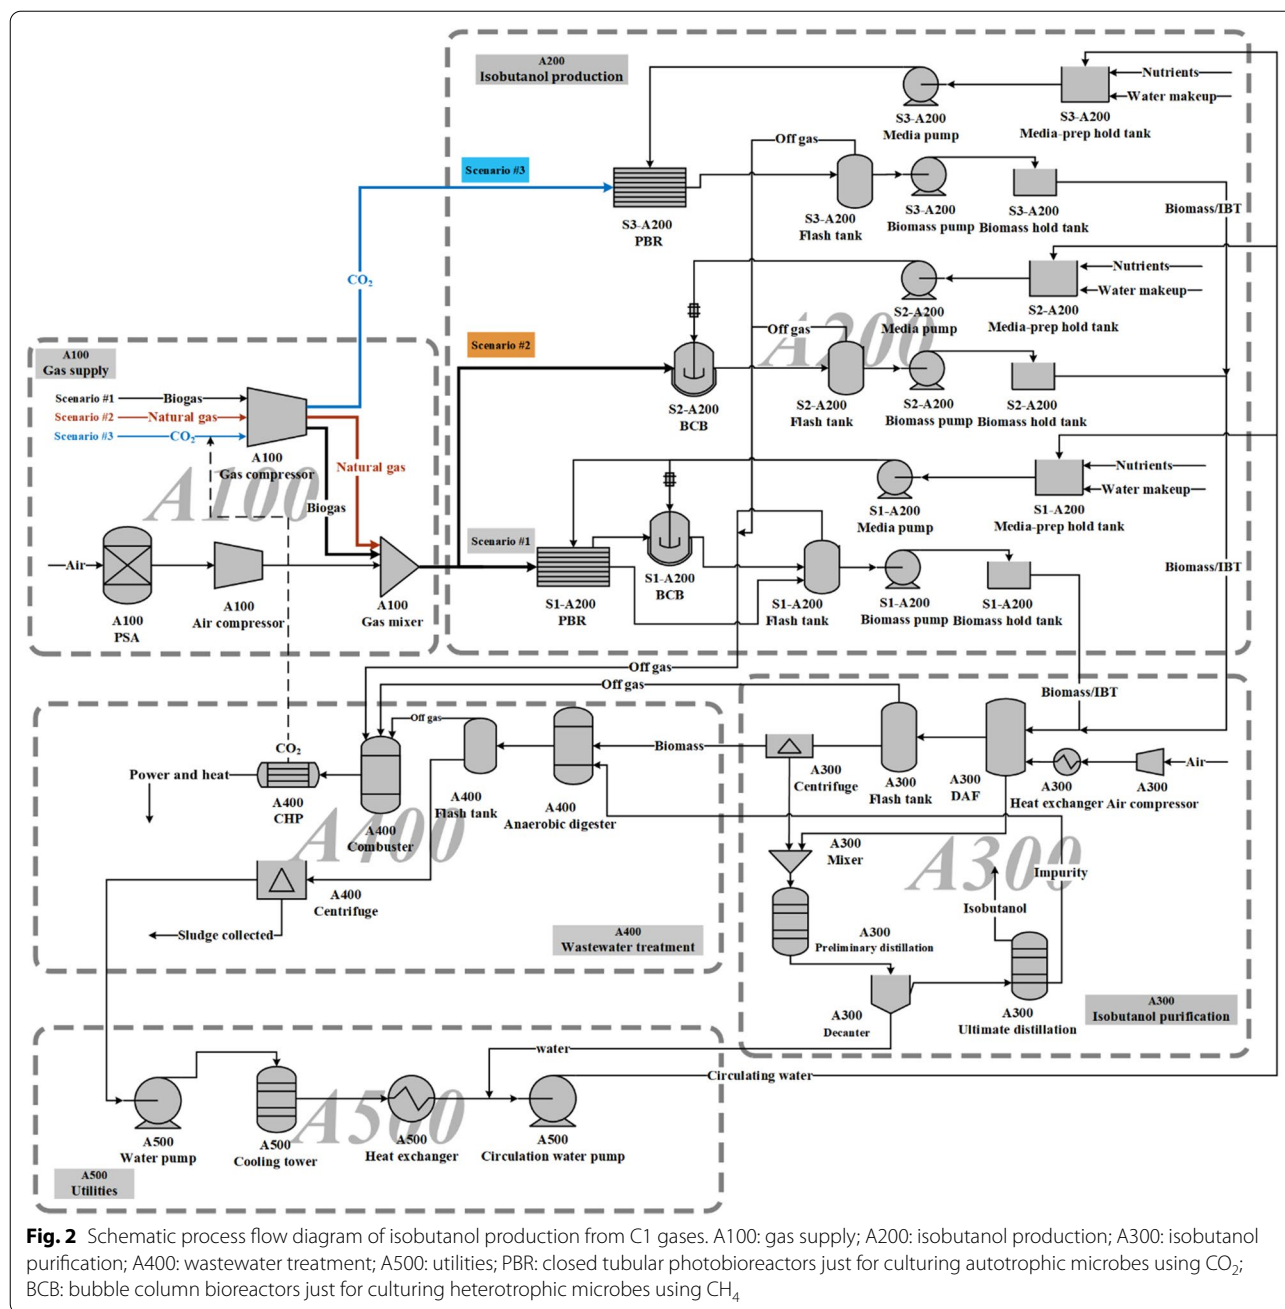 A200
Isobutanol production
Nutrients
Water makeup
S3-A200
Media pump
S3-A200
Media-prep hold tank
Off gas
Scenario #3
S3-A200
PBR
S3-A200
Flash tank
S3-A200
Biomass pump
S3-A200
Biomass hold tank
Biomass/IBT
CO₂
Nutrients
Water makeup
S2-A200
Media pump
S2-A200
Media-prep hold tank
Off gas
A200
Scenario #2
S2-A200
BCB
S2-A200
Flash tank
S2-A200
Biomass pump
S2-A200
Biomass hold tank
A100
Gas supply
Scenario #1
Biogas
Scenario #2
Natural gas
Scenario #3
CO₂
A100
Gas compressor
Natural gas
Biogas
A100
Nutrients
Water makeup
S1-A200
Media pump
S1-A200
Media-prep hold tank
Scenario #1
S1-A200
BCB
S1-A200
PBR
S1-A200
Flash tank
S1-A200
Biomass pump
S1-A200
Biomass hold tank
Biomass/IBT
Air
A100
PSA
A100
Air compressor
A100
Gas mixer
Off gas
Off gas
Biomass/IBT
Off gas
CO₂
Power and heat
A400
CHP
A400
Combuster
A400
Flash tank
A400
Anaerobic digester
Biomass
A300
Centrifuge
A300
Flash tank
A300
DAF
A300
Heat exchanger
A300
Air compressor
Air
A400
A300
Mixer
A300
Impurity
A400
Centrifuge
Sludge collected
A400
Wastewater treatment
Isobutanol
A300
Preliminary distillation
A300
Decanter
A300
Ultimate distillation
A300
Isobutanol purification
water
Circulating water
A500
A500
Water pump
A500
Cooling tower
A500
Heat exchanger
A500
Circulation water pump
A500
Utilities
Fig. 2 Schematic process flow diagram of isobutanol production from C1 gases. A100: gas supply; A200: isobutanol production; A300: isobutanol
purification; A400: wastewater treatment; A500: utilities; PBR: closed tubular photobioreactors just for culturing autotrophic microbes using CO₂;
BCB: bubble column bioreactors just for culturing heterotrophic microbes using CH₄